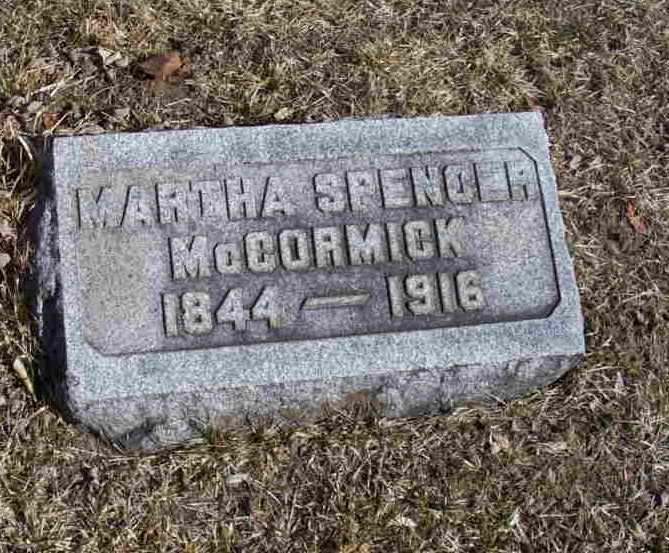 MARTHA SPENCER
McCORMICK
1844 — 1916